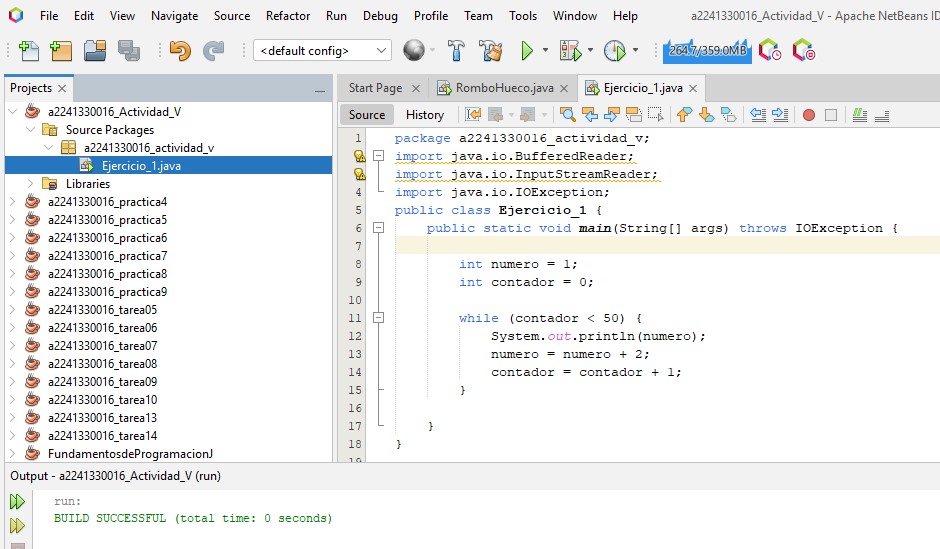 File Edit View Navigate Source Refactor Run Debug Profile Team Tools Window Help a2241330016_Actividad_V - Apache NetBeans ID
<default config> 264.7/359.0MB
Projects
Start Page RomboHueco.java Ejercicio_1.java
Source History
a2241330016_Actividad_V
Source Packages
a2241330016_actividad_v
Ejercicio_1.java
Libraries
a2241330016_practica4
a2241330016_practica5
a2241330016_practica6
a2241330016_practica7
a2241330016_practica8
a2241330016_practica9
a2241330016_tarea05
a2241330016_tarea06
a2241330016_tarea07
a2241330016_tarea08
a2241330016_tarea09
a2241330016_tarea10
a2241330016_tarea13
a2241330016_tarea14
FundamentosdeProgramacionJ
1 package a2241330016_actividad_v;
import java.io.BufferedReader;
import java.io.InputStreamReader;
4 import java.io.IOException;
5 public class Ejercicio_1 {
6 public static void main(String[] args) throws IOException {
7
8 int numero = 1;
9 int contador = 0;
10
11 while (contador < 50) {
12 System.out.println(numero);
13 numero = numero + 2;
14 contador = contador + 1;
15 }
16
17 }
18 }
19
Output - a2241330016_Actividad_V (run)
run:
BUILD SUCCESSFUL (total time: 0 seconds)